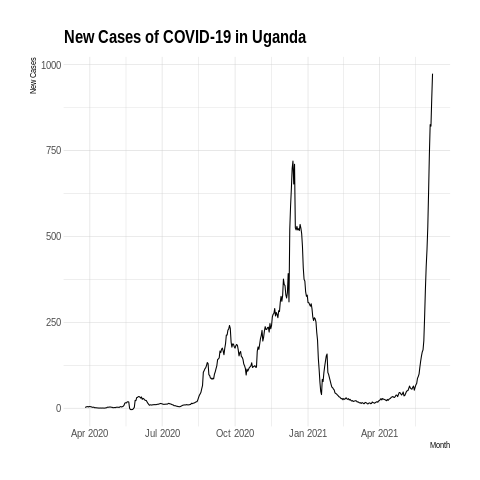 New Cases of COVID-19 in Uganda
New Cases
1000
750
500
250
0
Apr 2020 Jul 2020 Oct 2020 Jan 2021 Apr 2021
Month